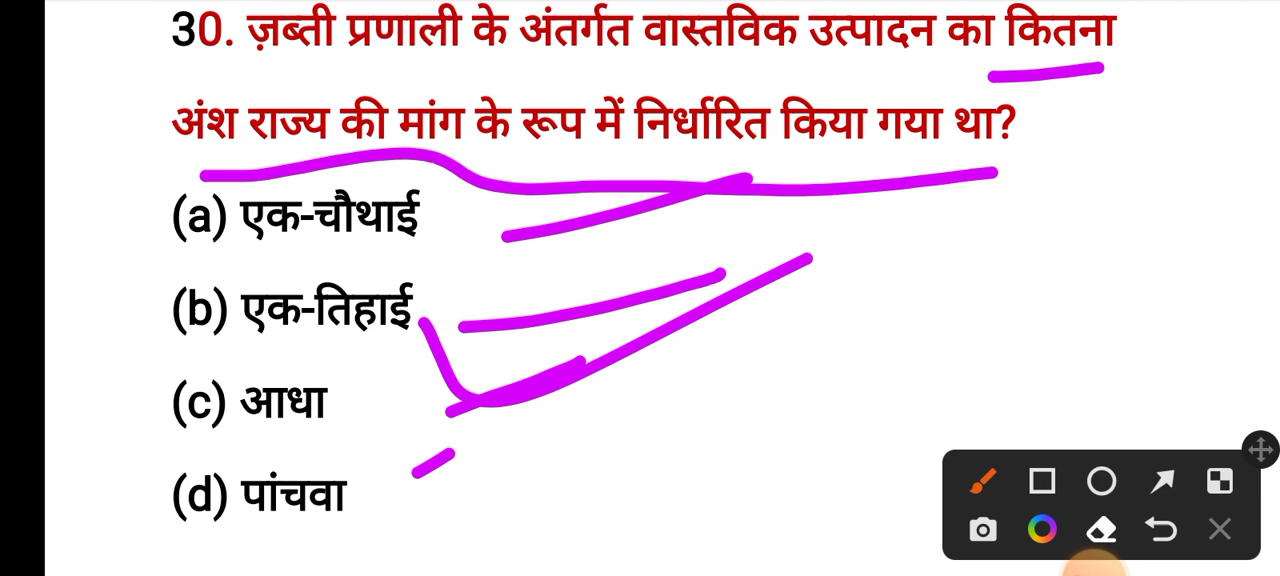 30. ज़ब्ती प्रणाली के अंतर्गत वास्तविक उत्पादन का कितना
अंश राज्य की मांग के रूप में निर्धारित किया गया था?
(a) एक-चौथाई
(b) एक-तिहाई
(c) आधा
(d) पांचवा